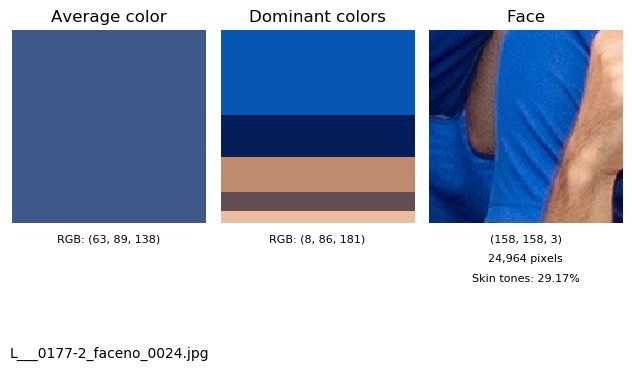 Average color
Dominant colors
Face
RGB: (63, 89, 138)
RGB: (8, 86, 181)
(158, 158, 3)
24,964 pixels
Skin tones: 29.17%
L___0177-2_faceno_0024.jpg